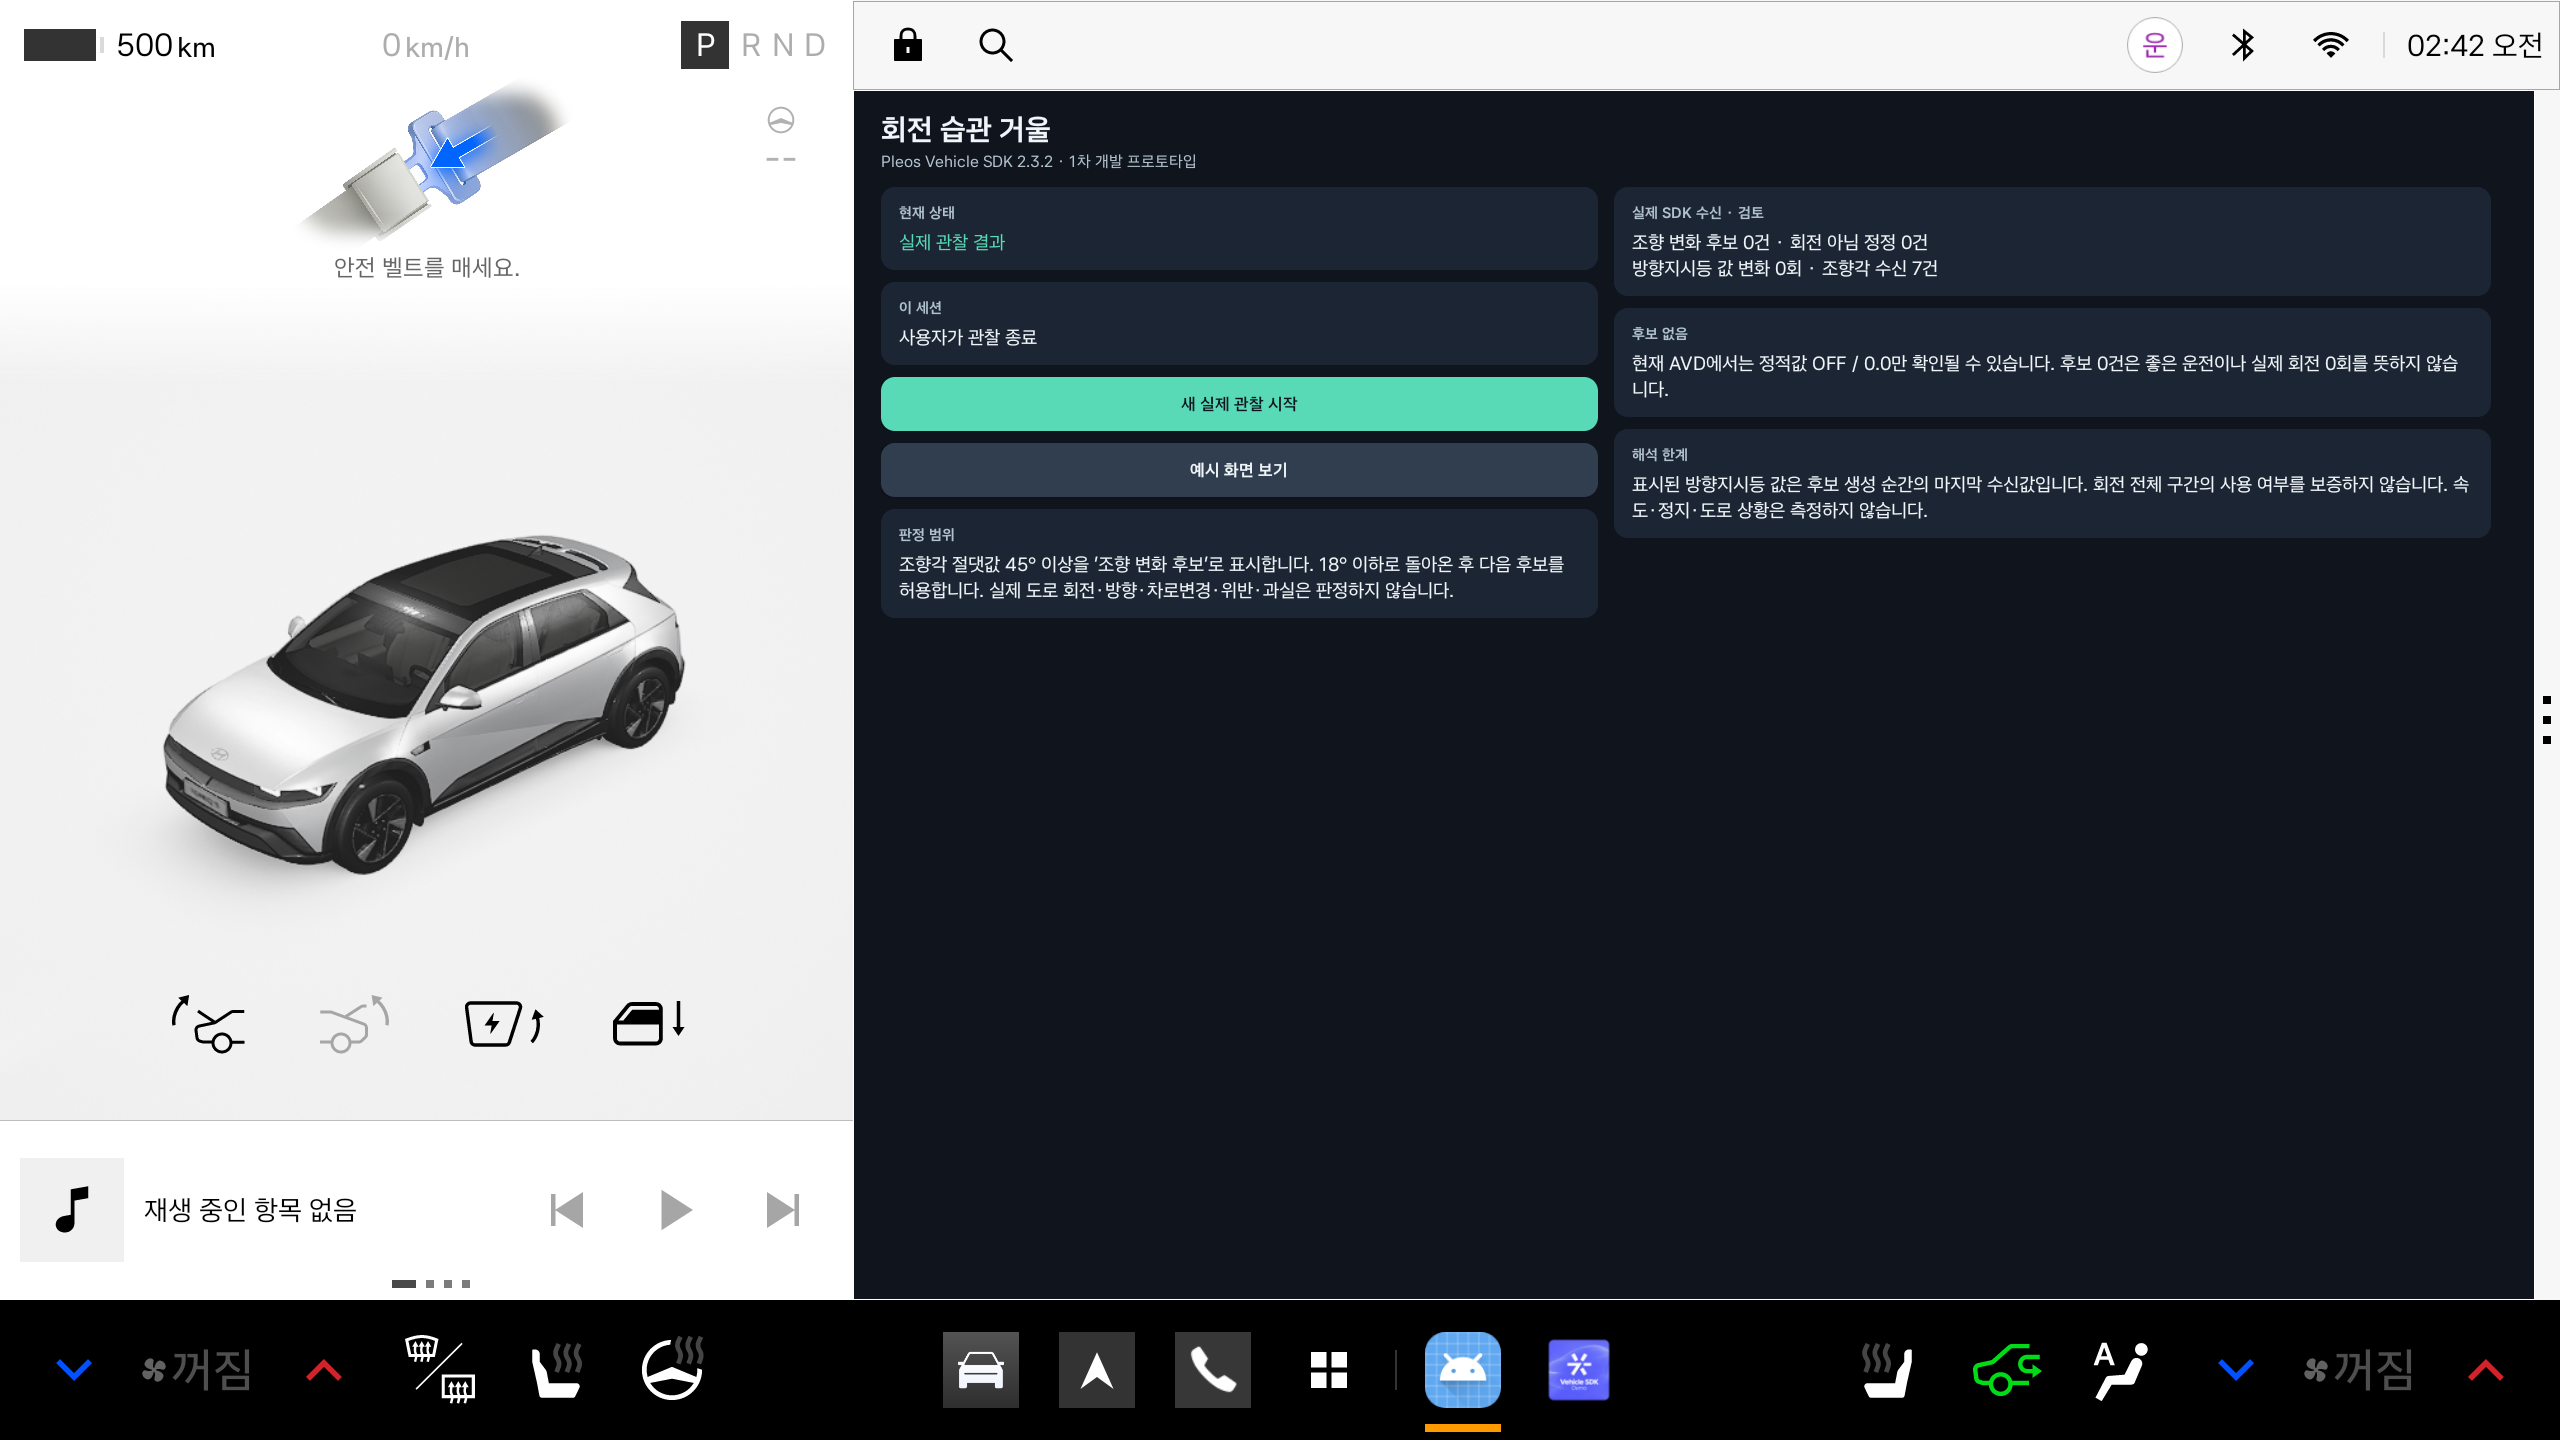 500 km
0 km/h
P R N D
안전 벨트를 매세요.
재생 중인 항목 없음
운
02:42 오전
회전 습관 거울
Pleos Vehicle SDK 2.3.2 · 1차 개발 프로토타입
현재 상태
실제 관찰 결과
이 세션
사용자가 관찰 종료
새 실제 관찰 시작
예시 화면 보기
판정 범위
조향각 절댓값 45° 이상을 '조향 변화 후보'로 표시합니다. 18° 이하로 돌아온 후 다음 후보를
허용합니다. 실제 도로 회전·방향·차로변경·위반·과실은 판정하지 않습니다.
실제 SDK 수신 · 검토
조향 변화 후보 0건 · 회전 아님 정정 0건
방향지시등 값 변화 0회 · 조향각 수신 7건
후보 없음
현재 AVD에서는 정적값 OFF / 0.0만 확인될 수 있습니다. 후보 0건은 좋은 운전이나 실제 회전 0회를 뜻하지 않습
니다.
해석 한계
표시된 방향지시등 값은 후보 생성 순간의 마지막 수신값입니다. 회전 전체 구간의 사용 여부를 보증하지 않습니다. 속
도·정지·도로 상황은 측정하지 않습니다.
꺼짐
Vehicle SDK
Demo
A
꺼짐